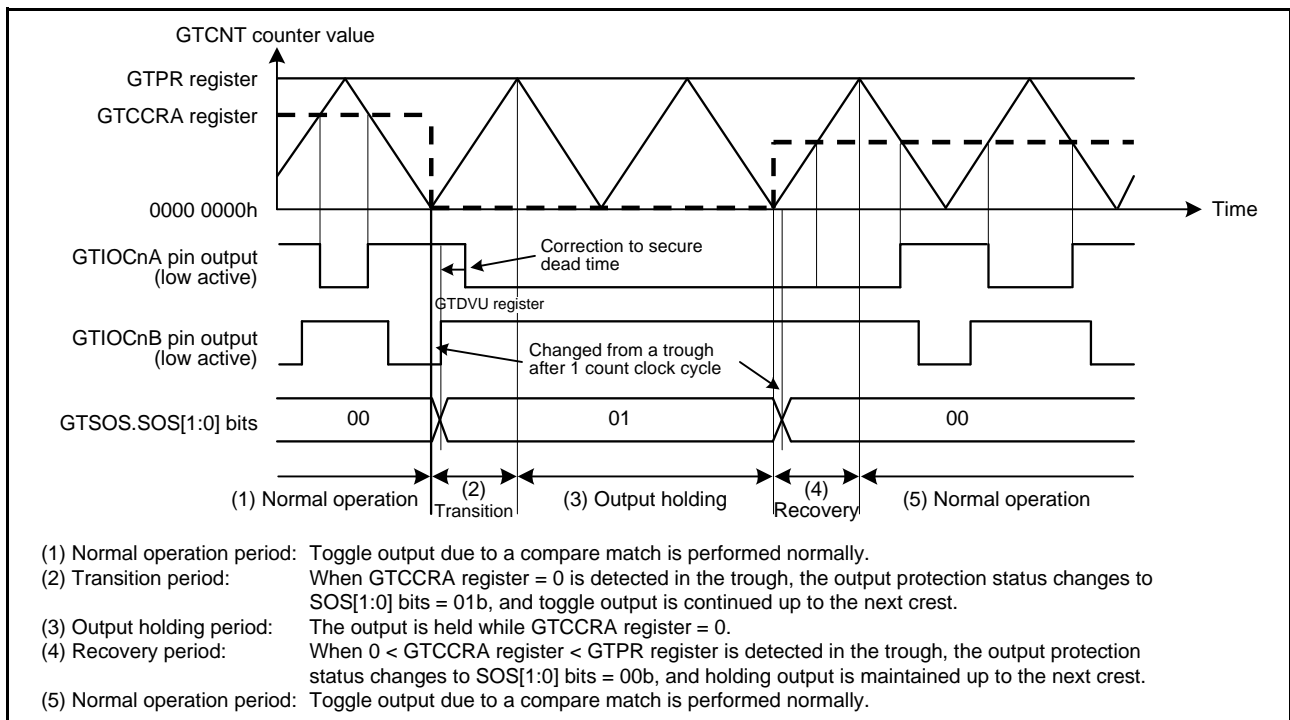 GTCNT counter value
GTPR register
GTCCRA register
0000 0000h
Time
GTIOCnA pin output
(low active)
Correction to secure
dead time
GTDVU register
GTIOCnB pin output
(low active)
Changed from a trough
after 1 count clock cycle
GTSOS.SOS[1:0] bits
00
01
00
(1) Normal operation
(2)
Transition
(3) Output holding
(4)
Recovery
(5) Normal operation
(1) Normal operation period: Toggle output due to a compare match is performed normally.
(2) Transition period: When GTCCRA register = 0 is detected in the trough, the output protection status changes to
SOS[1:0] bits = 01b, and toggle output is continued up to the next crest.
(3) Output holding period: The output is held while GTCCRA register = 0.
(4) Recovery period: When 0 < GTCCRA register < GTPR register is detected in the trough, the output protection
status changes to SOS[1:0] bits = 00b, and holding output is maintained up to the next crest.
(5) Normal operation period: Toggle output due to a compare match is performed normally.